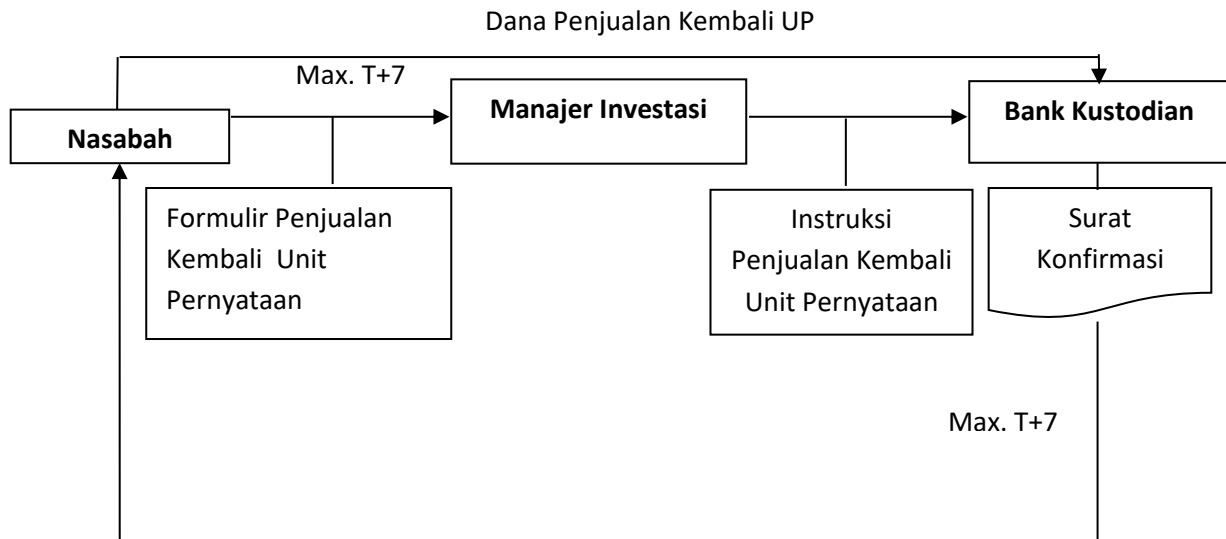 Dana Penjualan Kembali UP
Max. T+7
Nasabah
Manajer Investasi
Bank Kustodian
Formulir Penjualan
Kembali Unit
Pernyataan
Instruksi
Penjualan Kembali
Unit Pernyataan
Surat
Konfirmasi
Max. T+7